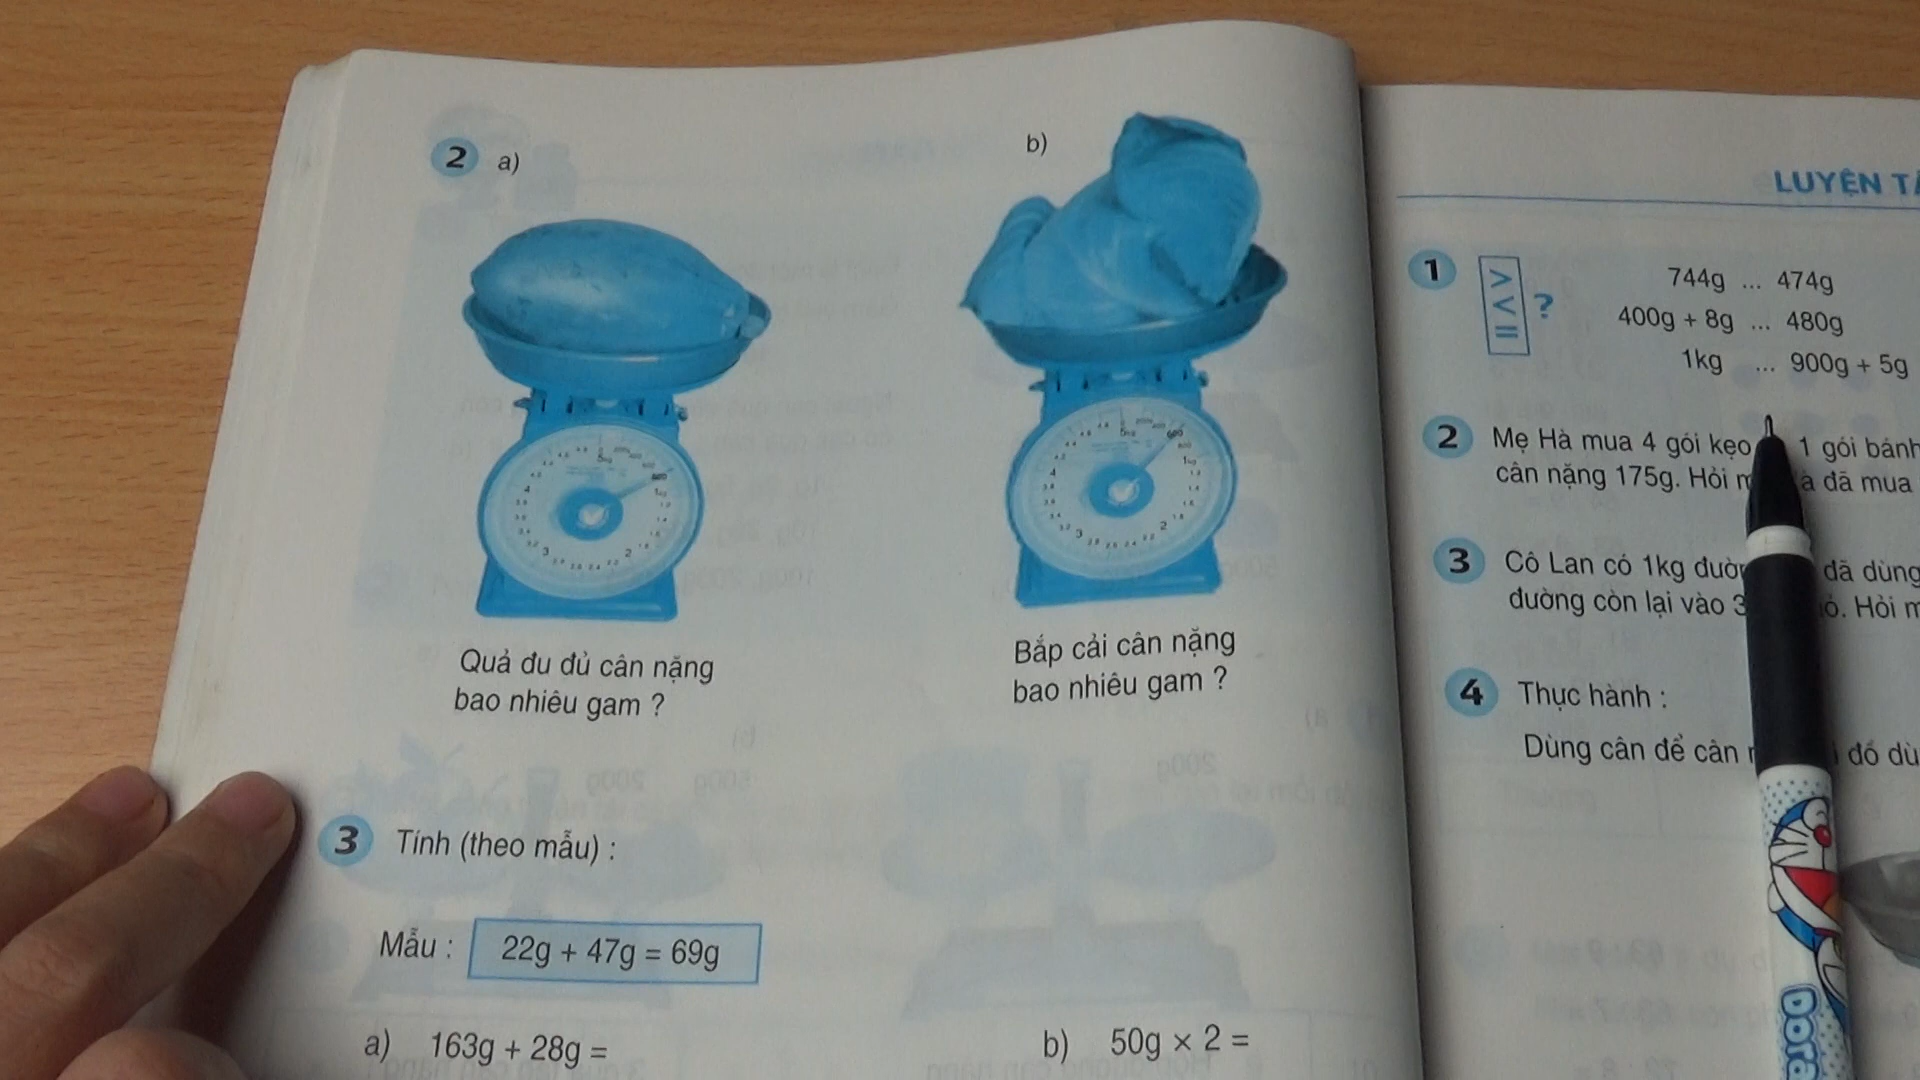 2 a)
b)
Quả đu đủ cân nặng
bao nhiêu gam ?
Bắp cải cân nặng
bao nhiêu gam ?
3 Tính (theo mẫu) :
Mẫu : 22g + 47g = 69g
a) 163g + 28g =
b) 50g × 2 =
LUYỆN
1 > < = ? 744g ... 474g
400g + 8g ... 480g
1kg ... 900g + 5g
2 Mẹ Hà mua 4 gói kẹo 1 gói bánh
cân nặng 175g. Hỏi đã mua
3 Cô Lan có 1kg đã dùng
đường còn lại vào 3 Hỏi
4 Thực hành :
Dùng cân để cân đồ
Dora